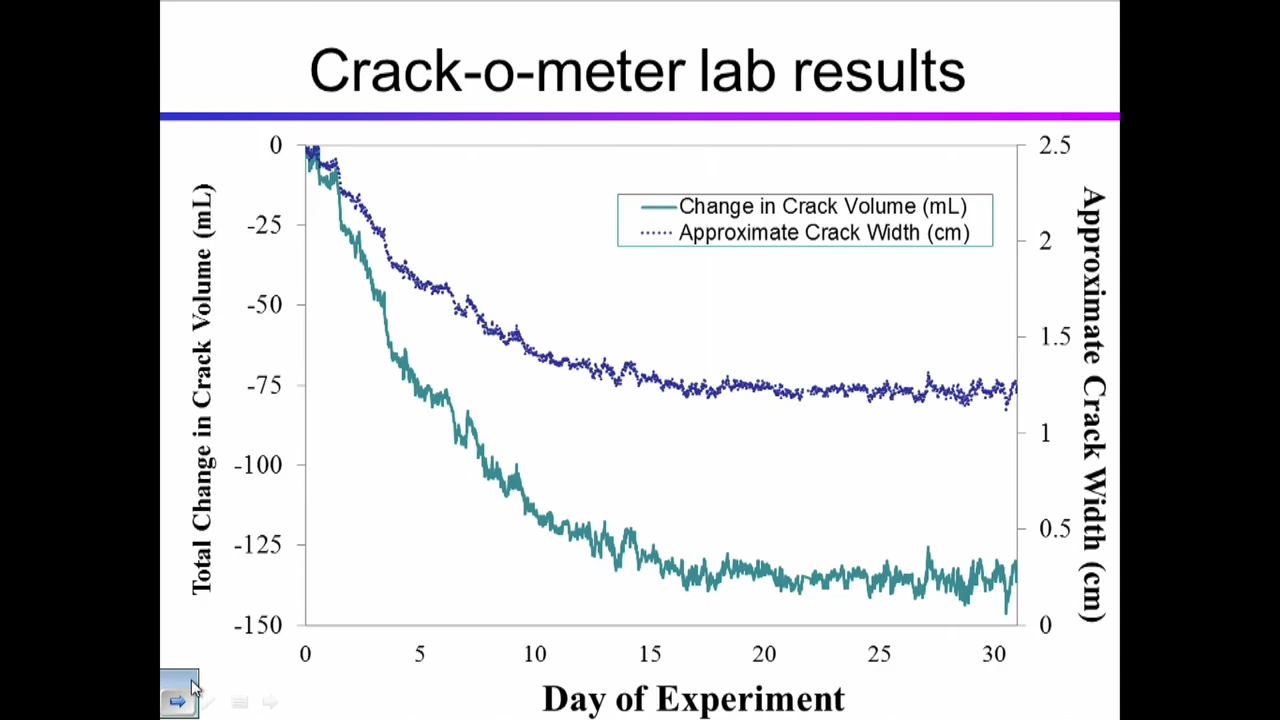 Crack-o-meter lab results
0
-25
-50
-75
-100
-125
-150
Total Change in Crack Volume (mL)
Change in Crack Volume (mL)
Approximate Crack Width (cm)
2.5
2
1.5
1
0.5
0
Approximate Crack Width (cm)
0 5 10 15 20 25 30
Day of Experiment